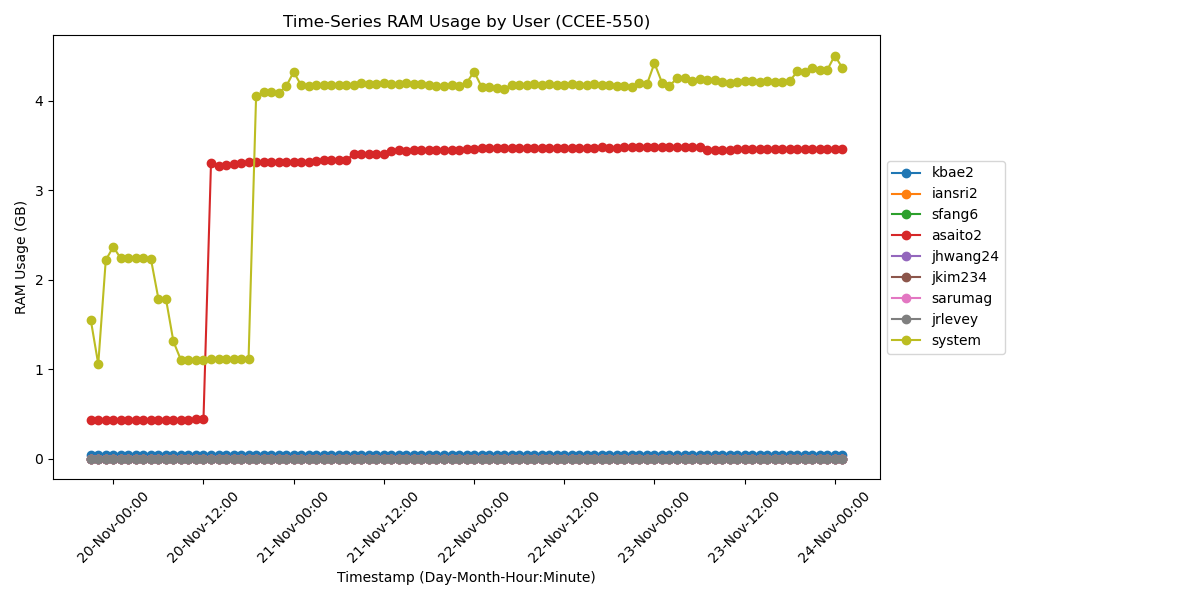 Time-Series RAM Usage by User (CCEE-550)
RAM Usage (GB)
4
3
2
1
0
20-Nov-00:00
20-Nov-12:00
21-Nov-00:00
21-Nov-12:00
22-Nov-00:00
22-Nov-12:00
23-Nov-00:00
23-Nov-12:00
24-Nov-00:00
Timestamp (Day-Month-Hour:Minute)
kbae2
iansri2
sfang6
asaito2
jhwang24
jkim234
sarumag
jrlevey
system